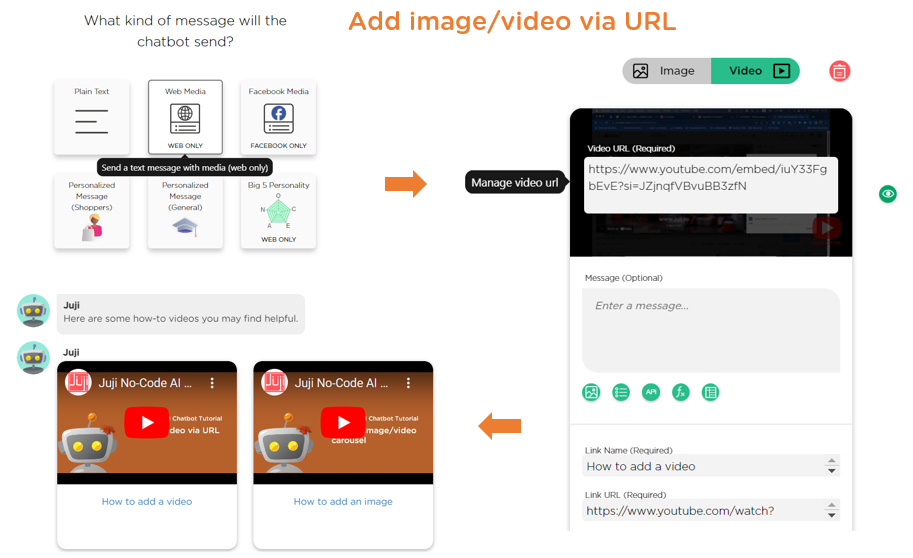 What kind of message will the
chatbot send?
Add image/video via URL
Plain Text
Web Media
WEB ONLY
Facebook Media
FACEBOOK ONLY
Send a text message with media (web only)
Personalized
Message
(Shoppers)
Personalized
Message
(General)
Big 5 Personality
O
N
C
A
E
WEB ONLY
Image
Video
Video URL (Required)
https://www.youtube.com/embed/iuY33Fg
bEvE?si=JZjnqfVBvuBB3zfN
Manage video url
Message (Optional)
Enter a message...
API
fx
Link Name (Required)
How to add a video
Link URL (Required)
https://www.youtube.com/watch?
Juji
Here are some how-to videos you may find helpful.
Juji
Juji
Juji No-Code AI ...
Chatbot Tutorial
deo via URL
How to add a video
Juji
Juji No-Code AI ...
Chatbot Tutorial
mage/video
carousel
How to add an image